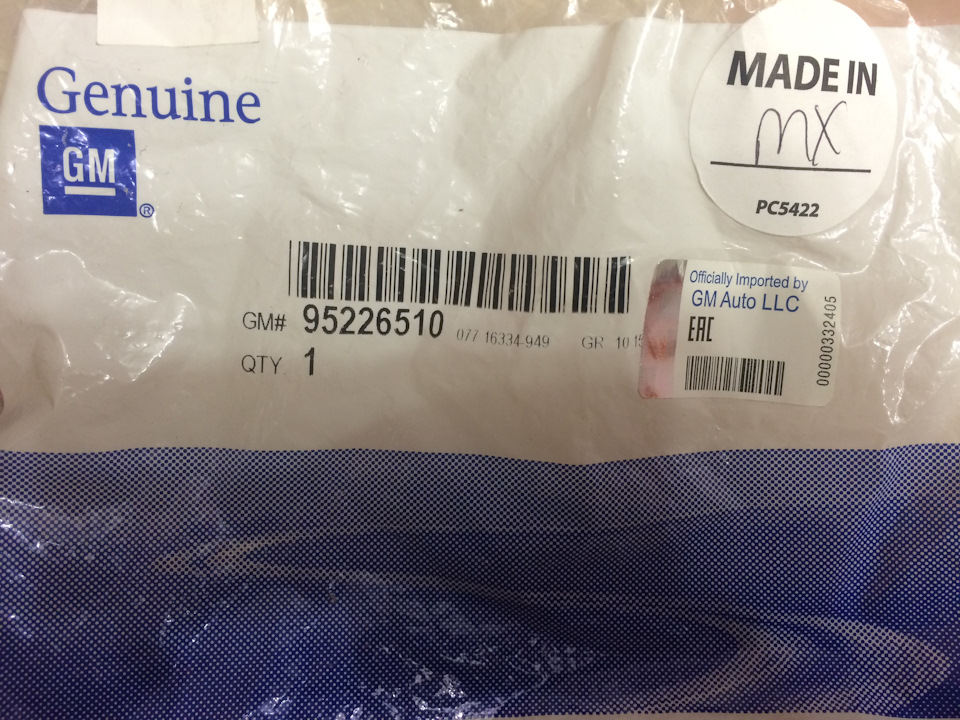 Genuine
GM
®
MADE IN
MX
PC5422
GM# 95226510 077 16334-949 GR 10 15
QTY 1
Officially Imported by
GM Auto LLC
EAC
00000332405